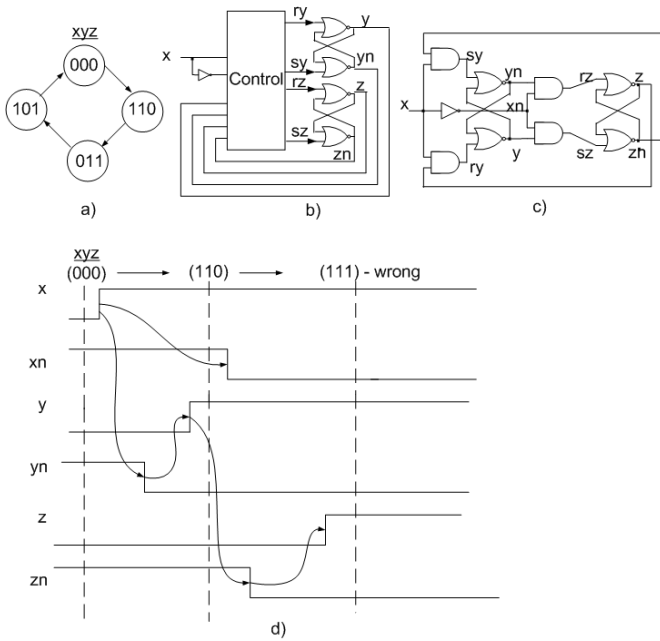 xyz
000
101
110
011
a)
x
Control
ry
sy
rz
sz
y
yn
z
zn
b)
x
sy
ry
yn
xn
y
rz
sz
z
zn
c)
xyz
(000)
(110)
(111) - wrong
x
xn
y
yn
z
zn
d)